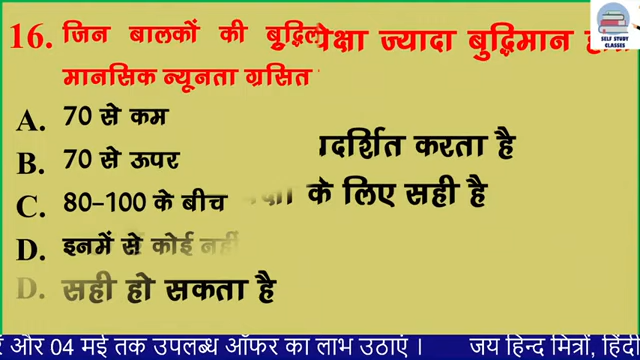 16. जिन बालकों की पेक्षा ज्यादा बुद्धिमान
मानसिक न्यूनता ग्रसित
A. 70 से कम
B. 70 से ऊपर
दर्शित करता है
C. 80-100 के बीच
के लिए सही है
D. इनमें से कोई नहीं
D. सही हो सकता है
और 04 मई तक उपलब्ध ऑफर का लाभ उठाएं । जय हिन्द मित्रों, हिंदी
SELF STUDY
CLASSES